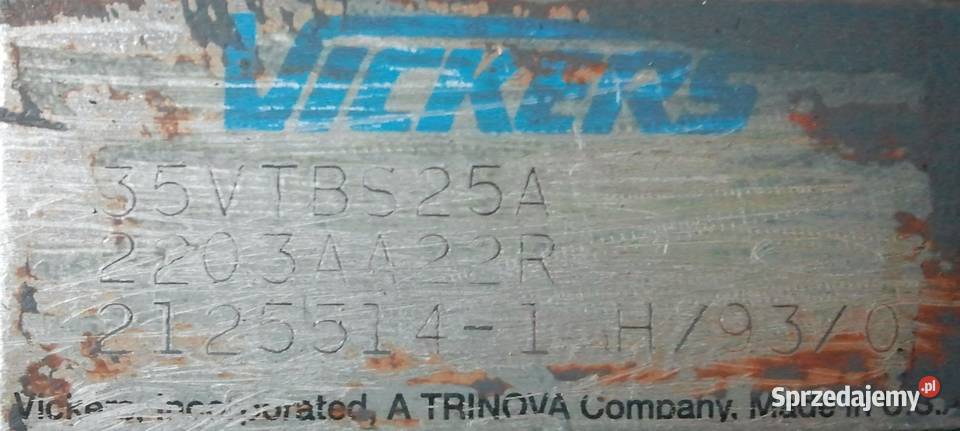 VICKERS
35VTBS25A
2203AA22R
2125514-1 H/93/0
Vickers, Incorporated, A TRINOVA Company. Made in U.S.A
Sprzedajemy.pl